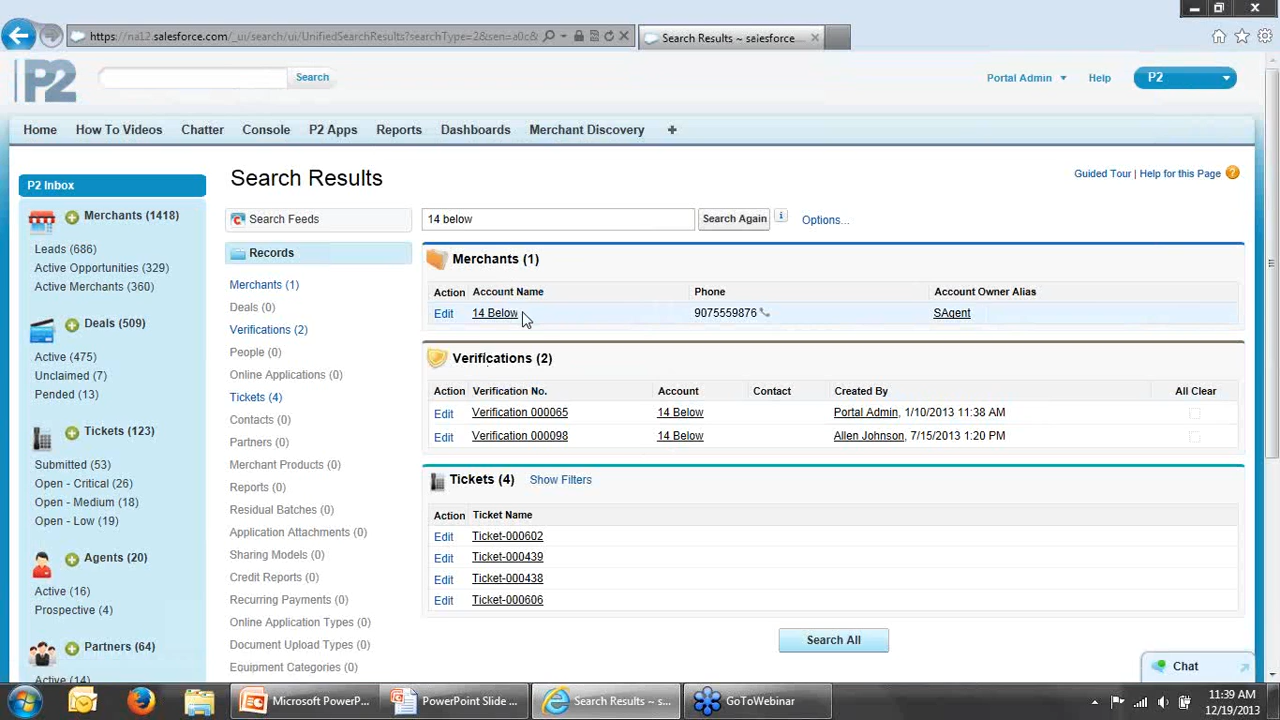 https://na12.salesforce.com/_ui/search/ui/UnifiedSearchResults?searchType=2&sen=a0c&
Search Results ~ salesforce...
P2
Search
Portal Admin
Help
P2
Home
How To Videos
Chatter
Console
P2 Apps
Reports
Dashboards
Merchant Discovery
+
P2 Inbox
Merchants (1418)
Leads (686)
Active Opportunities (329)
Active Merchants (360)
Deals (509)
Active (475)
Unclaimed (7)
Pended (13)
Tickets (123)
Submitted (53)
Open - Critical (26)
Open - Medium (18)
Open - Low (19)
Agents (20)
Active (16)
Prospective (4)
Partners (64)
Active (14)
Search Results
Guided Tour | Help for this Page
Search Feeds
14 below
Search Again
i
Options...
Records
Merchants (1)
Deals (0)
Verifications (2)
People (0)
Online Applications (0)
Tickets (4)
Contacts (0)
Partners (0)
Merchant Products (0)
Reports (0)
Residual Batches (0)
Application Attachments (0)
Sharing Models (0)
Credit Reports (0)
Recurring Payments (0)
Online Application Types (0)
Document Upload Types (0)
Equipment Categories (0)
Merchants (1)
Action Account Name Phone Account Owner Alias
Edit 14 Below 9075559876 SAgent
Verifications (2)
Action Verification No. Account Contact Created By All Clear
Edit Verification 000065 14 Below Portal Admin, 1/10/2013 11:38 AM
Edit Verification 000098 14 Below Allen Johnson, 7/15/2013 1:20 PM
Tickets (4) Show Filters
Action Ticket Name
Edit Ticket-000602
Edit Ticket-000439
Edit Ticket-000438
Edit Ticket-000606
Search All
Chat
Microsoft PowerP...
PowerPoint Slide ...
Search Results ~ s...
GoToWebinar
11:39 AM
12/19/2013